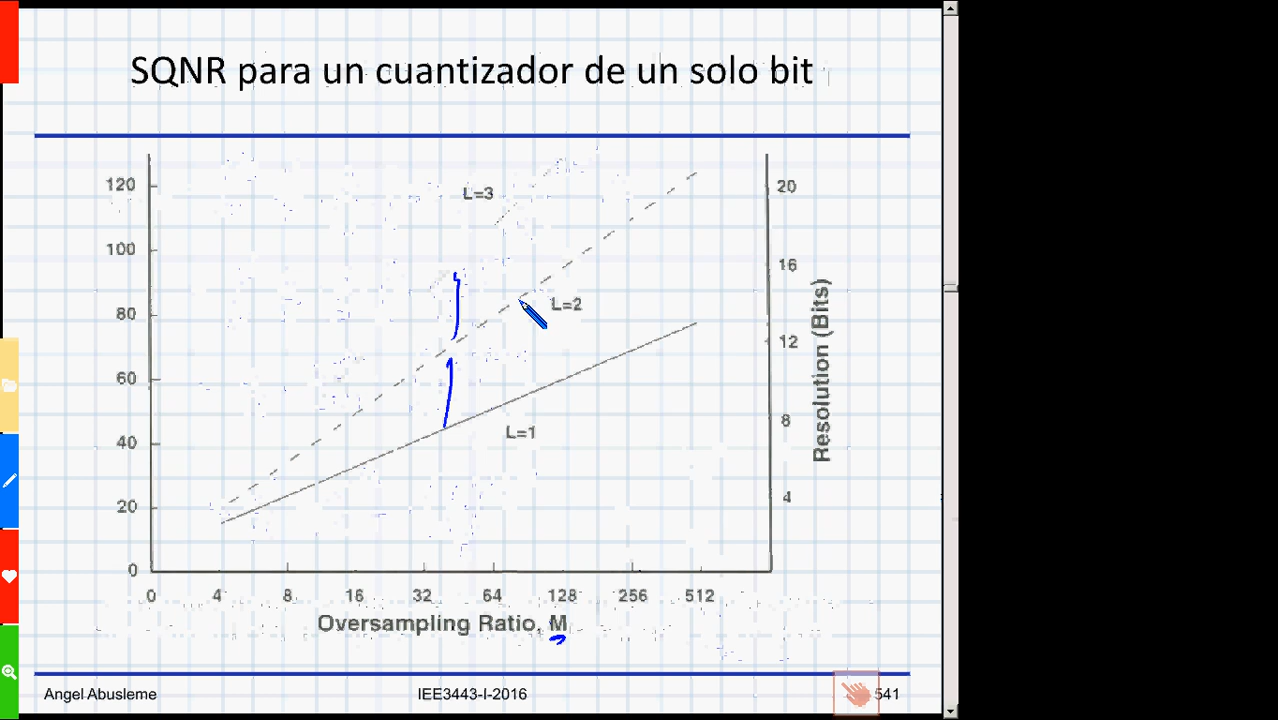 SQNR para un cuantizador de un solo bit
120
100
80
60
40
20
0
L=3
L=2
L=1
20
16
12
8
4
Resolution (Bits)
0 4 8 16 32 64 128 256 512
Oversampling Ratio, M
Angel Abusleme IEE3443-I-2016 541